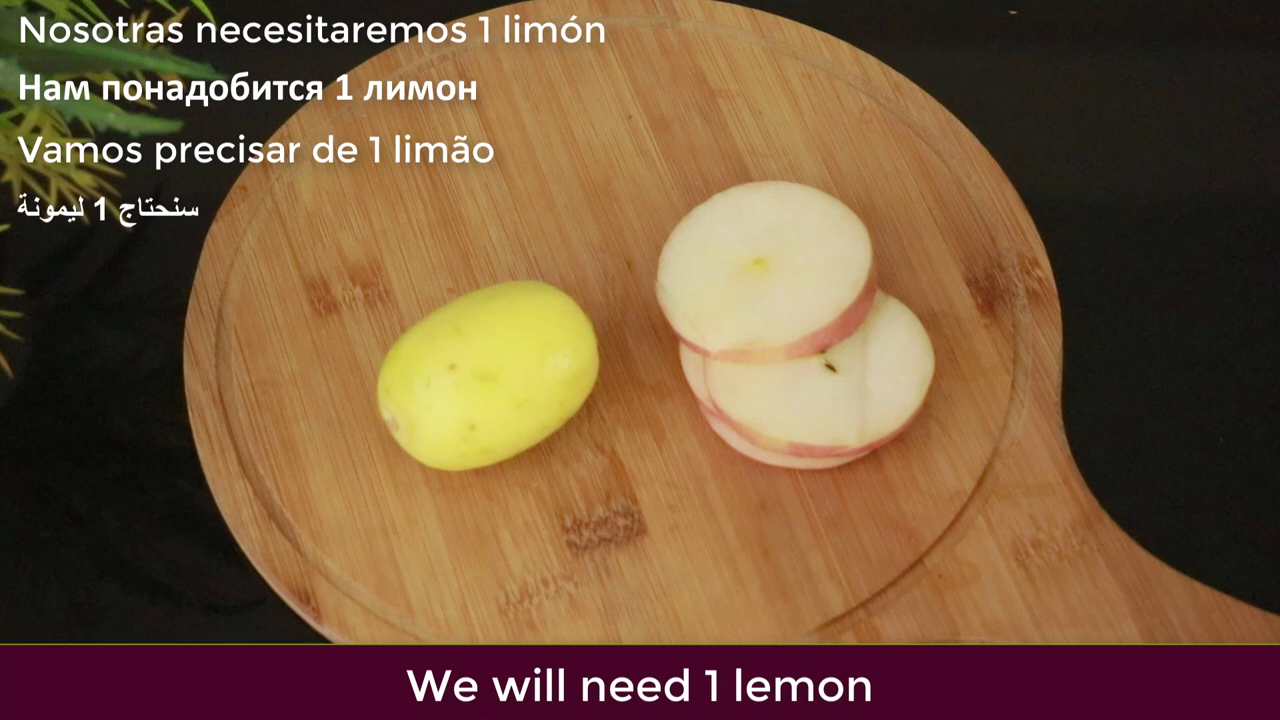 Nosotras necesitaremos 1 limón
Нам понадобится 1 лимон
Vamos precisar de 1 limão
سنحتاج 1 ليمونة
We will need 1 lemon